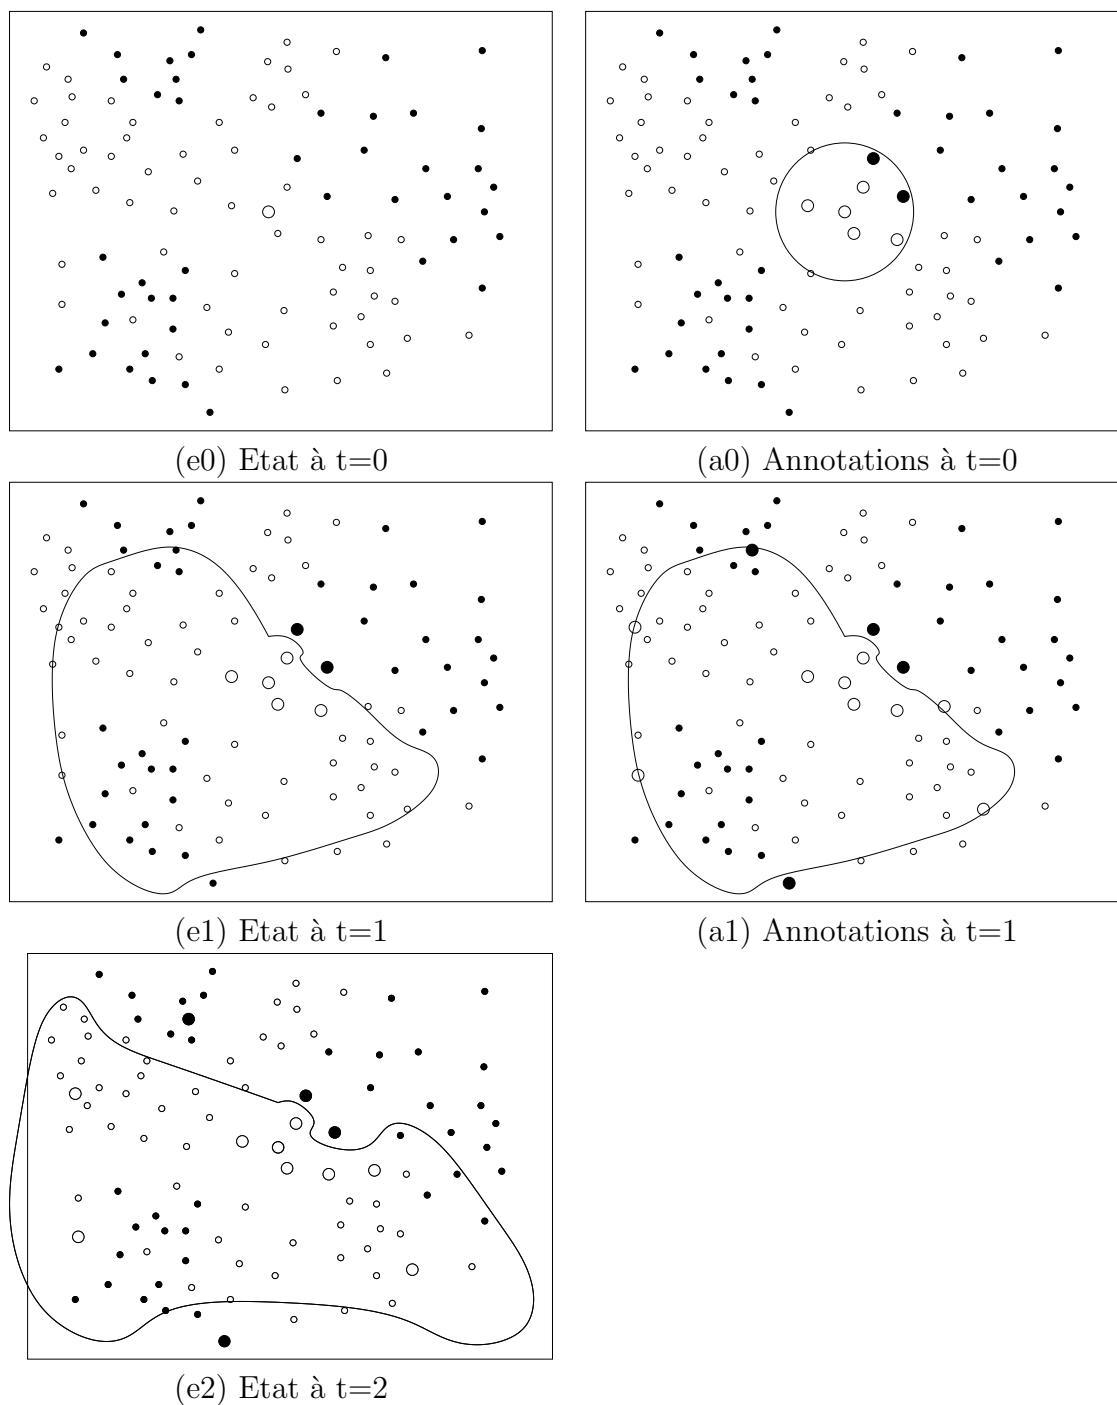 (e0) Etat à t=0
(a0) Annotations à t=0
(e1) Etat à t=1
(a1) Annotations à t=1
(e2) Etat à t=2